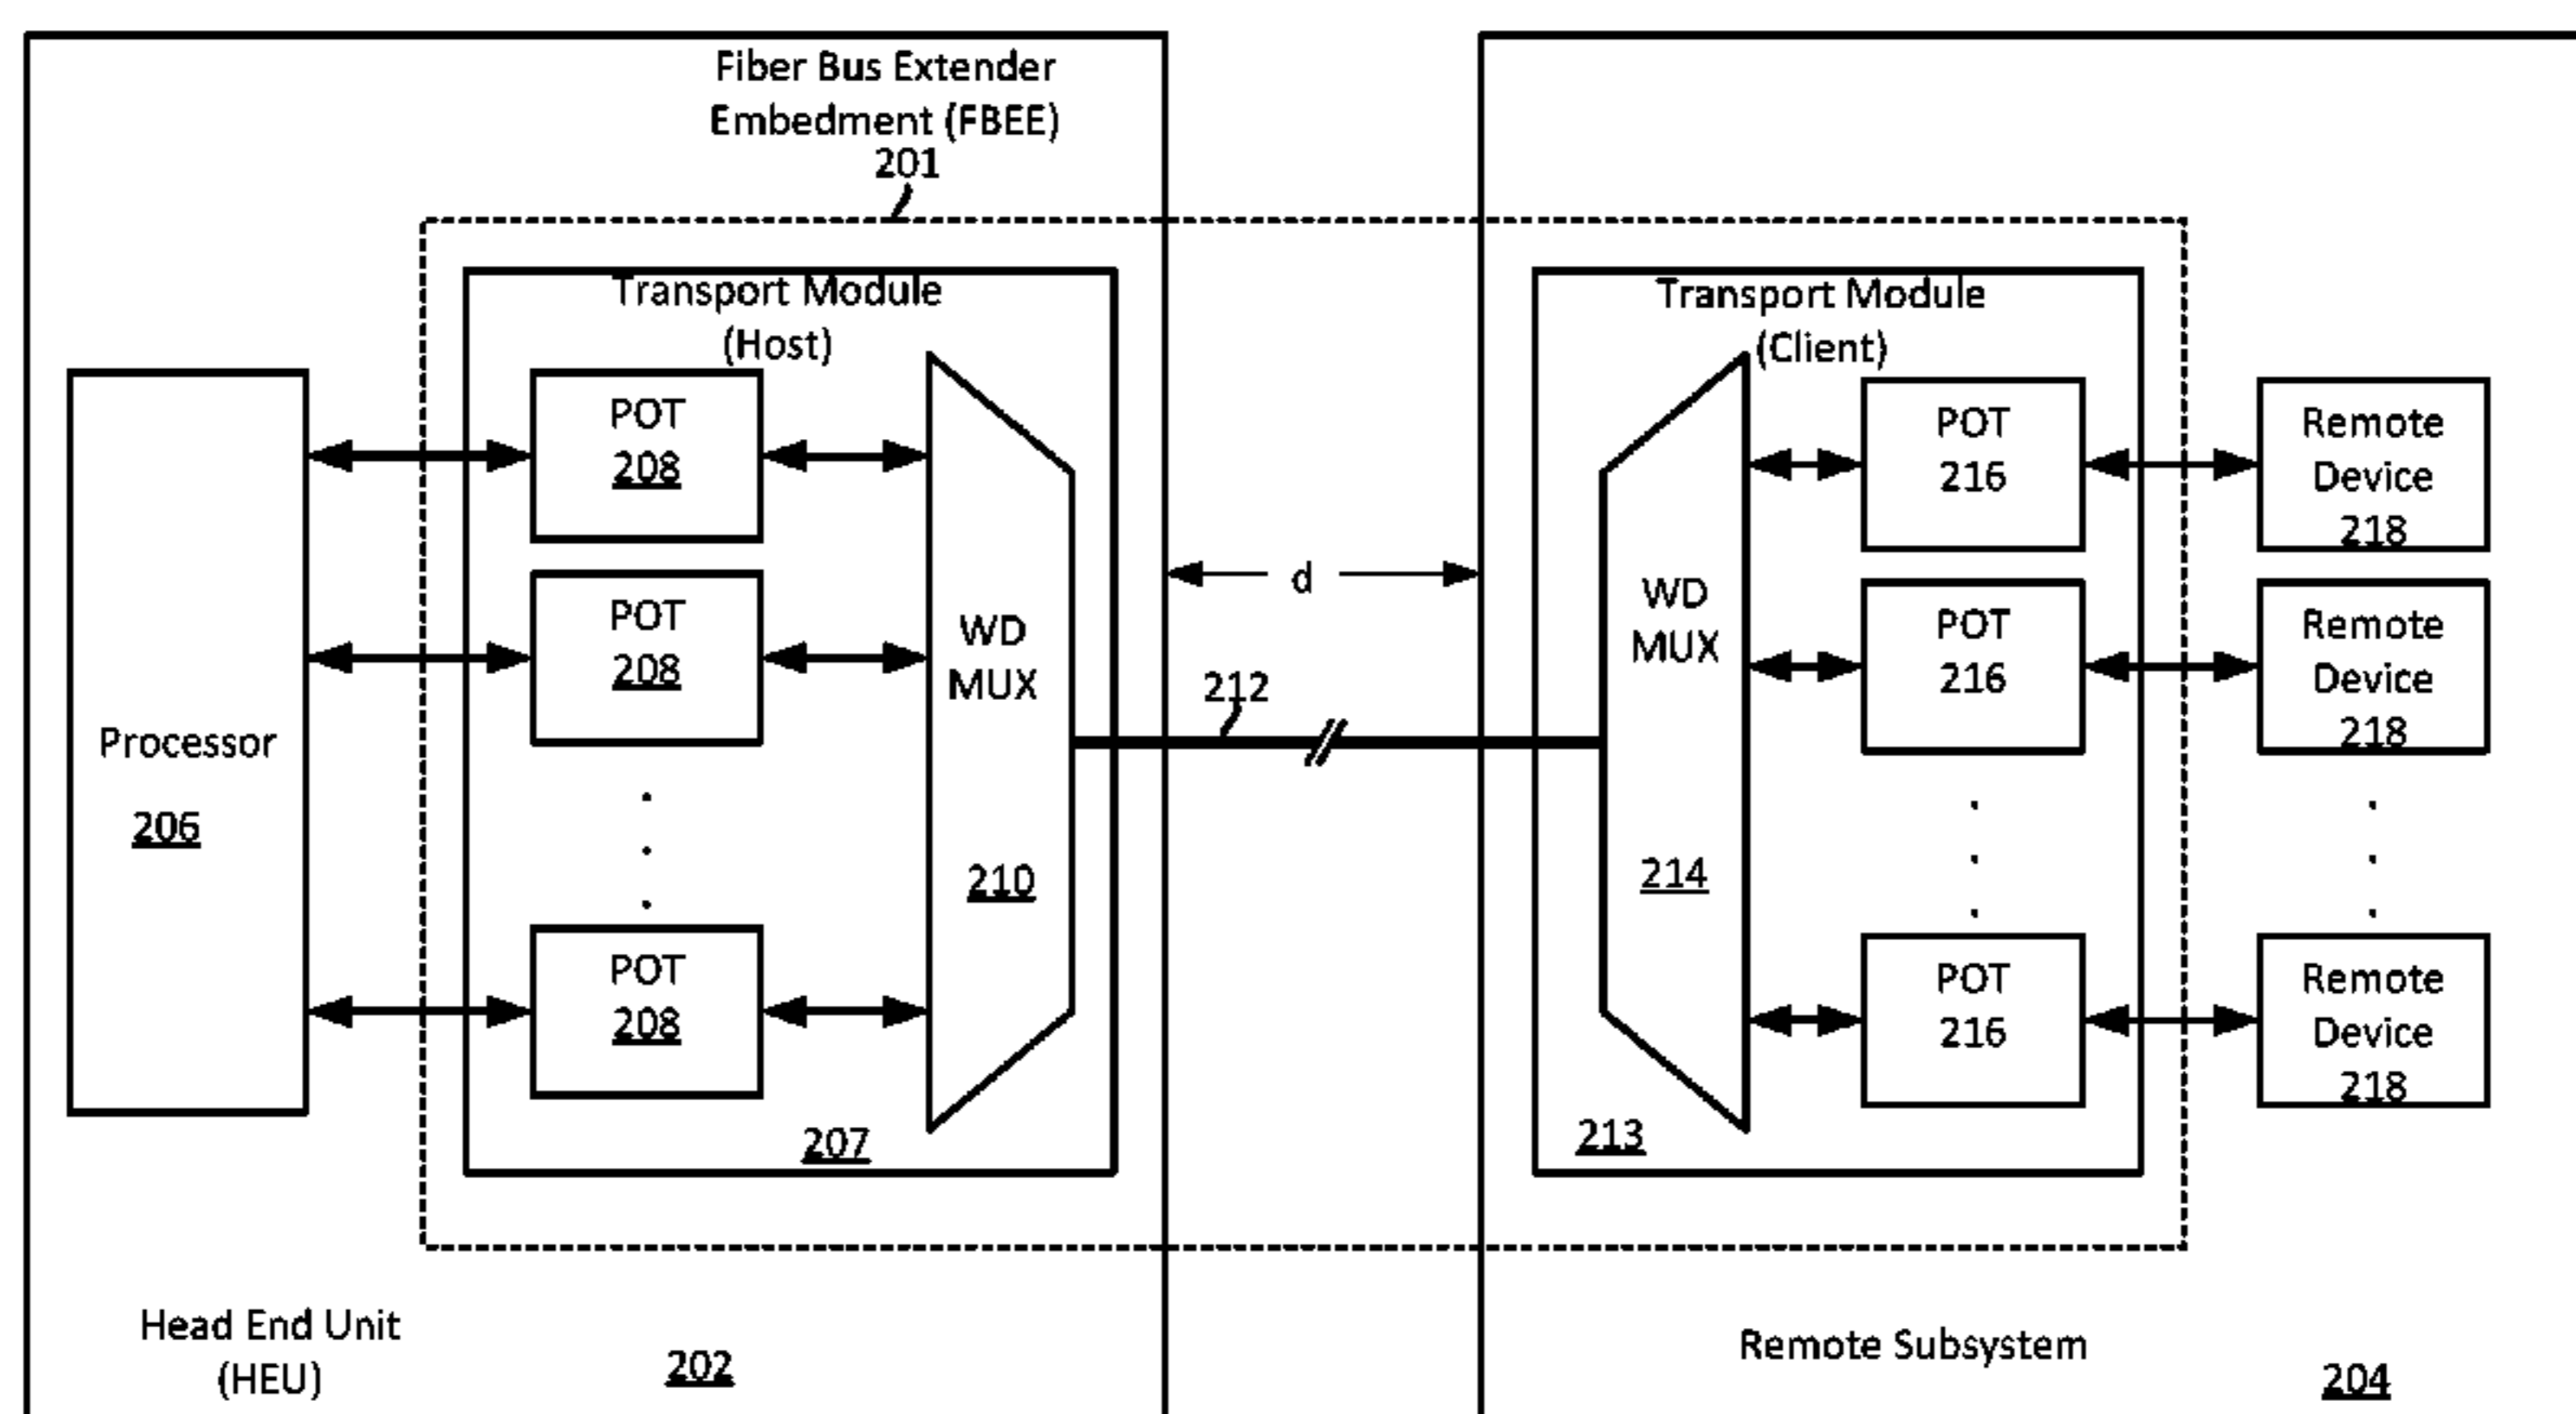 Fiber Bus Extender
Embedment (FBEE)
201
Transport Module
(Host)
Transport Module
(Client)
POT
208
POT
216
Remote
Device
218
d
POT
208
WD
MUX
WD
MUX
POT
216
Remote
Device
218
212
Processor
206
210
214
POT
208
POT
216
Remote
Device
218
207
213
Head End Unit
(HEU)
202
Remote Subsystem
204